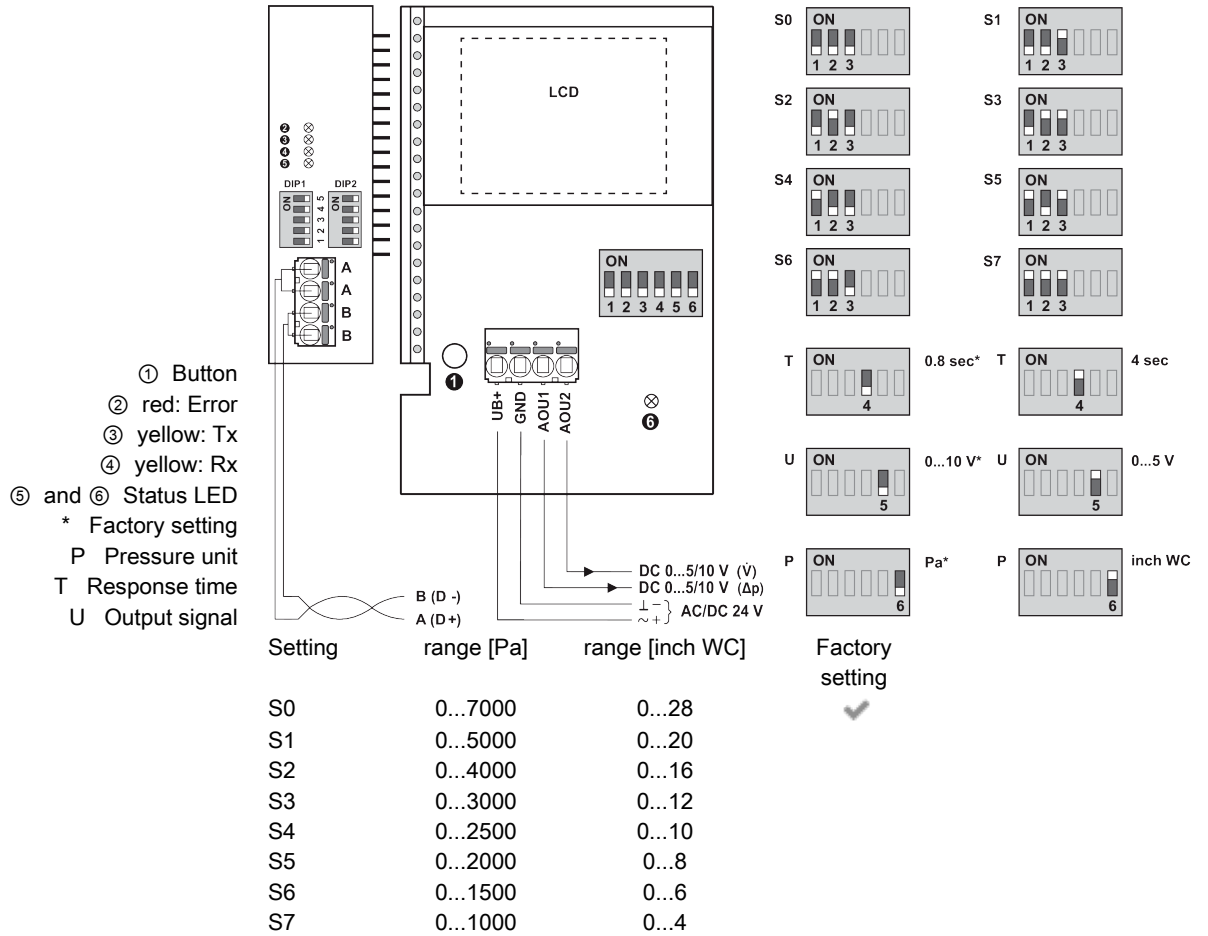 S0 ON
1 2 3
S1 ON
1 2 3
S2 ON
1 2 3
S3 ON
1 2 3
S4 ON
1 2 3
S5 ON
1 2 3
S6 ON
1 2 3
S7 ON
1 2 3
T ON 0.8 sec*
4
T ON 4 sec
4
U ON 0...10 V*
5
U ON 0...5 V
5
P ON Pa*
6
P ON inch WC
6
LCD
❷
❸
❹
❺
DIP1 DIP2
ON 1 2 3 4 5 ON
A
A
B
B
ON
1 2 3 4 5 6
❶
❻
UB+
GND
AOU1
AOU2
DC 0...5/10 V (V̇)
DC 0...5/10 V (Δp)
⊥ −
~ + } AC/DC 24 V
B (D -)
A (D+)
① Button
② red: Error
③ yellow: Tx
④ yellow: Rx
⑤ and ⑥ Status LED
* Factory setting
P Pressure unit
T Response time
U Output signal
Setting range [Pa] range [inch WC] Factory
setting
S0 0...7000 0...28 ✔
S1 0...5000 0...20
S2 0...4000 0...16
S3 0...3000 0...12
S4 0...2500 0...10
S5 0...2000 0...8
S6 0...1500 0...6
S7 0...1000 0...4